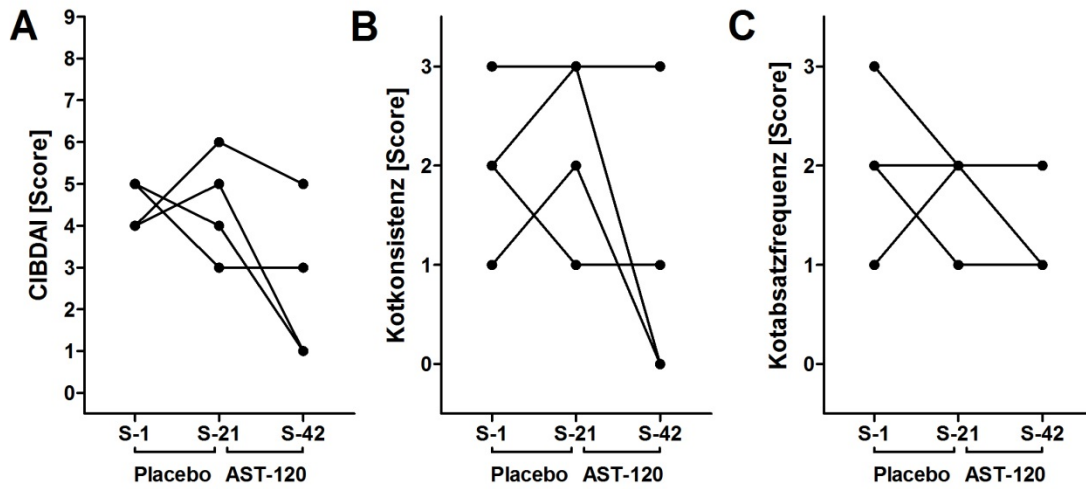 A
CIBDAI [Score]
9
8
7
6
5
4
3
2
1
0
S-1 S-21 S-42
Placebo AST-120
B
Kotkonsistenz [Score]
3
2
1
0
S-1 S-21 S-42
Placebo AST-120
C
Kotabsatzfrequenz [Score]
3
2
1
0
S-1 S-21 S-42
Placebo AST-120